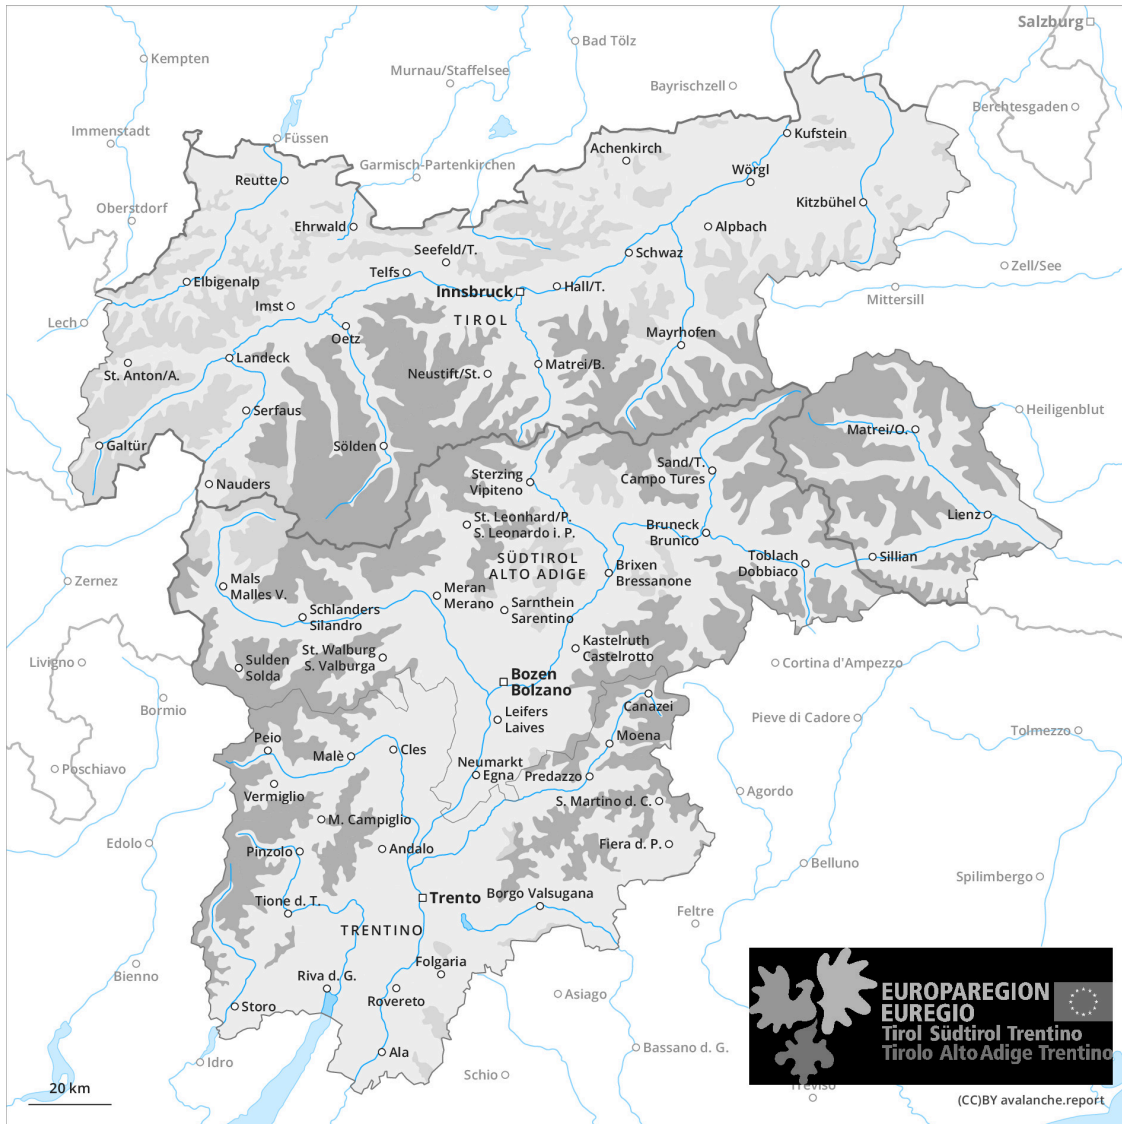 Salzburg
Bad Tölz
Kempten
Murnau/Staffelsee
Bayrischzell
Berchtesgaden
Immenstadt
Füssen
Kufstein
Achenkirch
Garmisch-Partenkirchen
Wörgl
Reutte
Kitzbühel
Oberstdorf
Ehrwald
Alpbach
Seefeld/T.
Schwaz
Zell/See
Telfs
Elbigenalp
Hall/T.
Innsbruck
Mittersill
Imst
TIROL
Lech
Oetz
Mayrhofen
Landeck
Matrei/B.
St. Anton/A.
Neustift/St.
Serfaus
Heiligenblut
Matrei/O.
Galtür
Sölden
Sand/T.
Campo Tures
Sterzing
Vipiteno
Nauders
St. Leonhard/P.
S. Leonardo i. P.
Lienz
Bruneck
Brunico
SÜDTIROL
ALTO ADIGE
Toblach
Dobbiaco
Sillian
Brixen
Bressanone
Zernez
Mals
Malles V.
Meran
Merano
Sarnthein
Sarentino
Schlanders
Silandro
Kastelruth
Castelrotto
St. Walburg
S. Valburga
Livigno
Sulden
Solda
Cortina d'Ampezzo
Bozen
Bolzano
Canazei
Bormio
Leifers
Laives
Pieve di Cadore
Tolmezzo
Peio
Moena
Malè
Cles
Neumarkt
Egna
Predazzo
Poschiavo
Vermiglio
Agordo
S. Martino d. C.
M. Campiglio
Edolo
Pinzolo
Andalo
Fiera d. P.
Belluno
Spilimbergo
Borgo Valsugana
Trento
Tione d. T.
Feltre
TRENTINO
Folgaria
Bienno
Riva d. G.
Rovereto
Asiago
Storo
EUROPAREGION
EUREGIO
Tirol Südtirol Trentino
Tirolo Alto Adige Trentino
Ala
Bassano d. G.
Idro
Schio
Treviso
20 km
(CC)BY avalanche.report